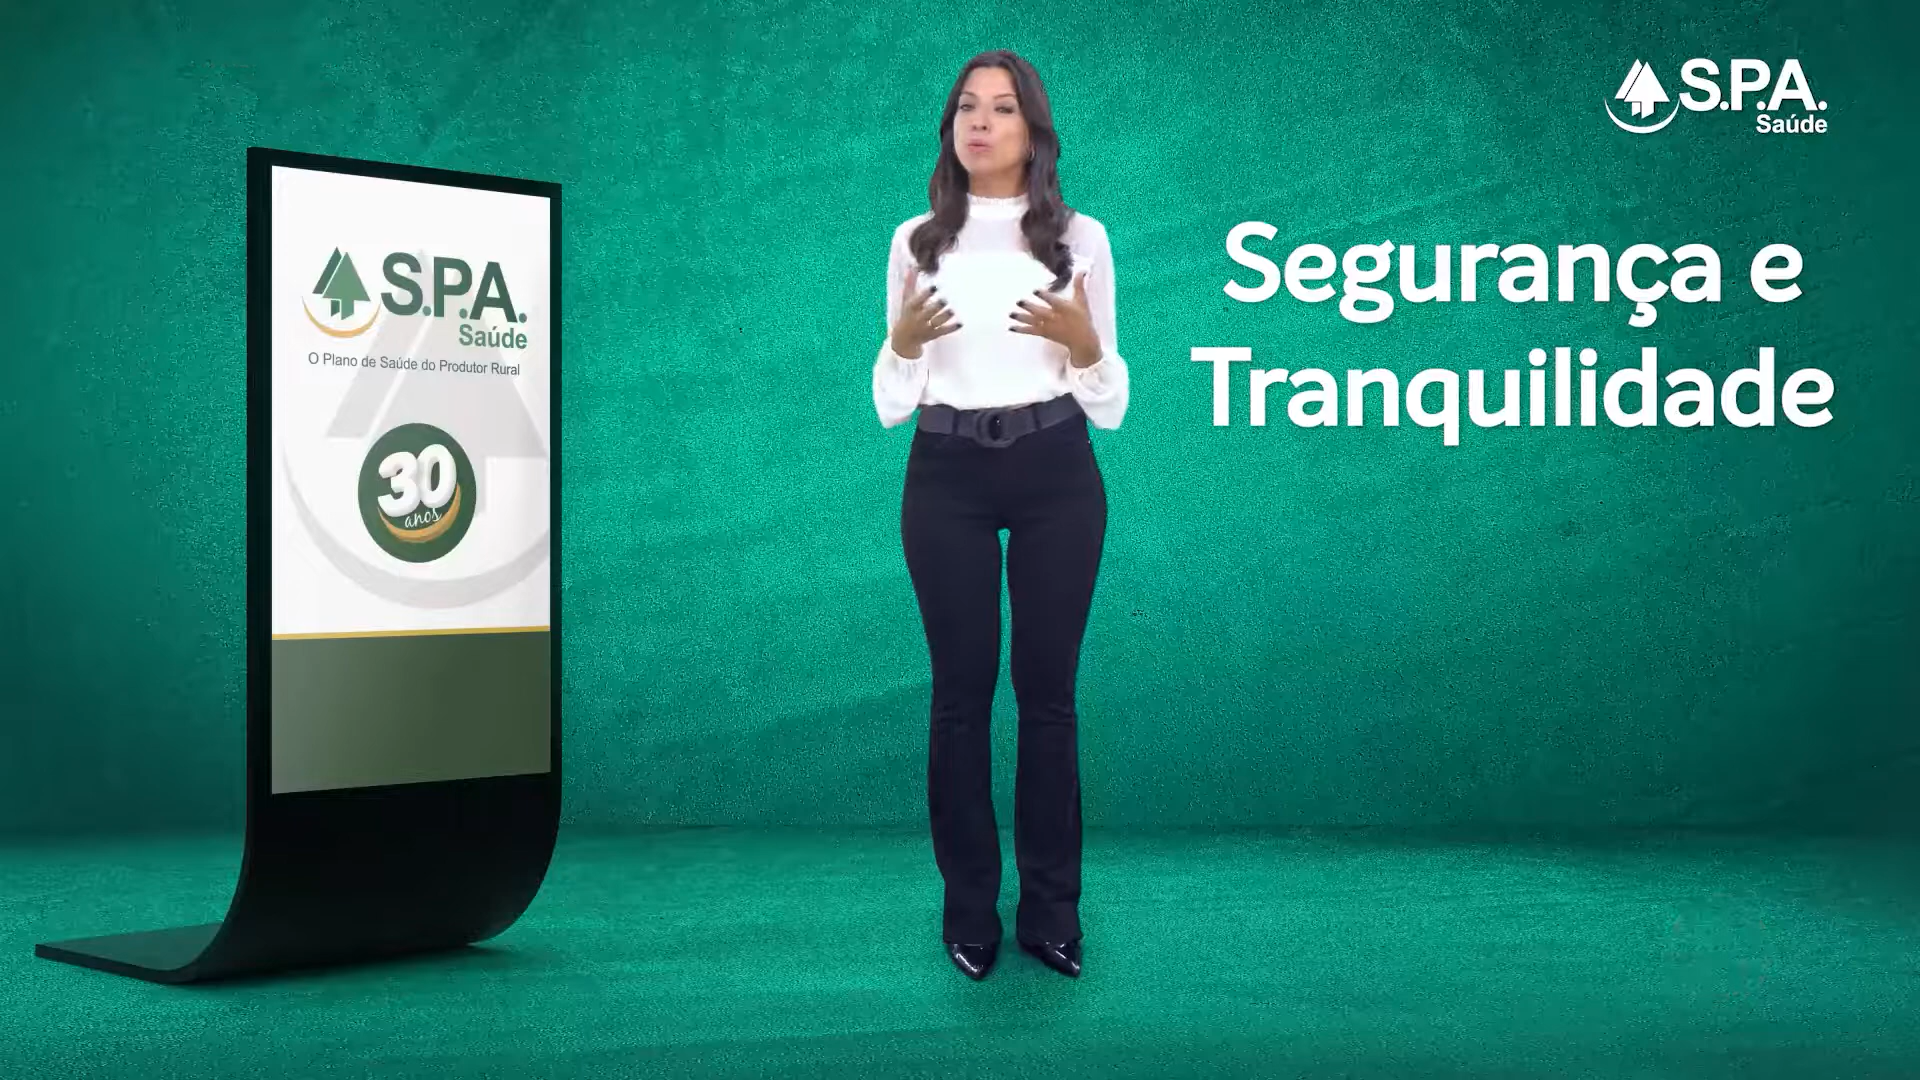 S.P.A.
Saúde
O Plano de Saúde do Produtor Rural
30
anos
S.P.A.
Saúde
Segurança e
Tranquilidade